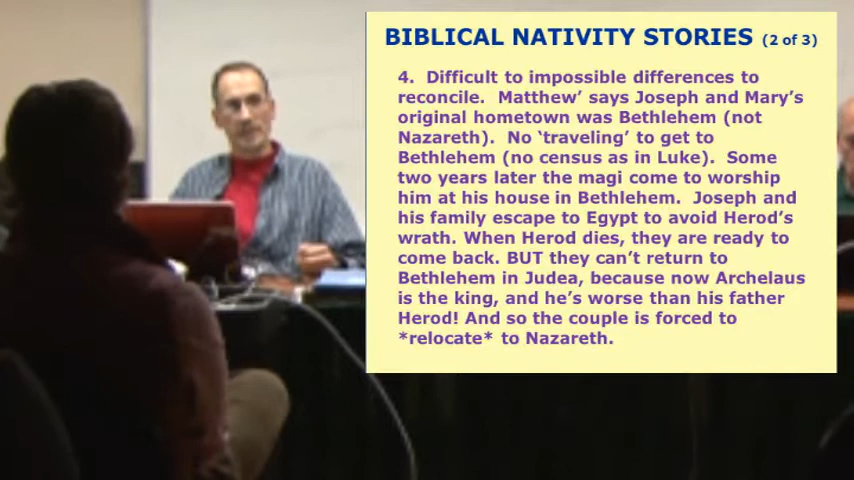 BIBLICAL NATIVITY STORIES (2 of 3)
4. Difficult to impossible differences to
reconcile. Matthew’ says Joseph and Mary’s
original hometown was Bethlehem (not
Nazareth). No ‘traveling’ to get to
Bethlehem (no census as in Luke). Some
two years later the magi come to worship
him at his house in Bethlehem. Joseph and
his family escape to Egypt to avoid Herod’s
wrath. When Herod dies, they are ready to
come back. BUT they can’t return to
Bethlehem in Judea, because now Archelaus
is the king, and he’s worse than his father
Herod! And so the couple is forced to
*relocate* to Nazareth.